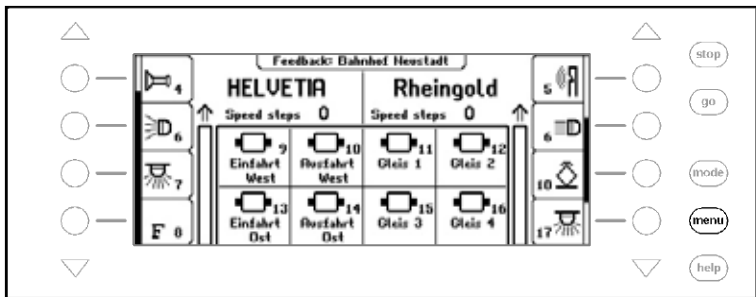 Feedback: Bahnhof Neustadt
HELVETIA Rheingold
Speed steps 0 Speed steps 0
4
6
7
F 0
5
6
10
17
9 10 11 12
Einfahrt West
Ausfahrt West
Gleis 1
Gleis 2
13 14 15 16
Einfahrt Ost
Ausfahrt Ost
Gleis 3
Gleis 4
stop
go
mode
menu
help